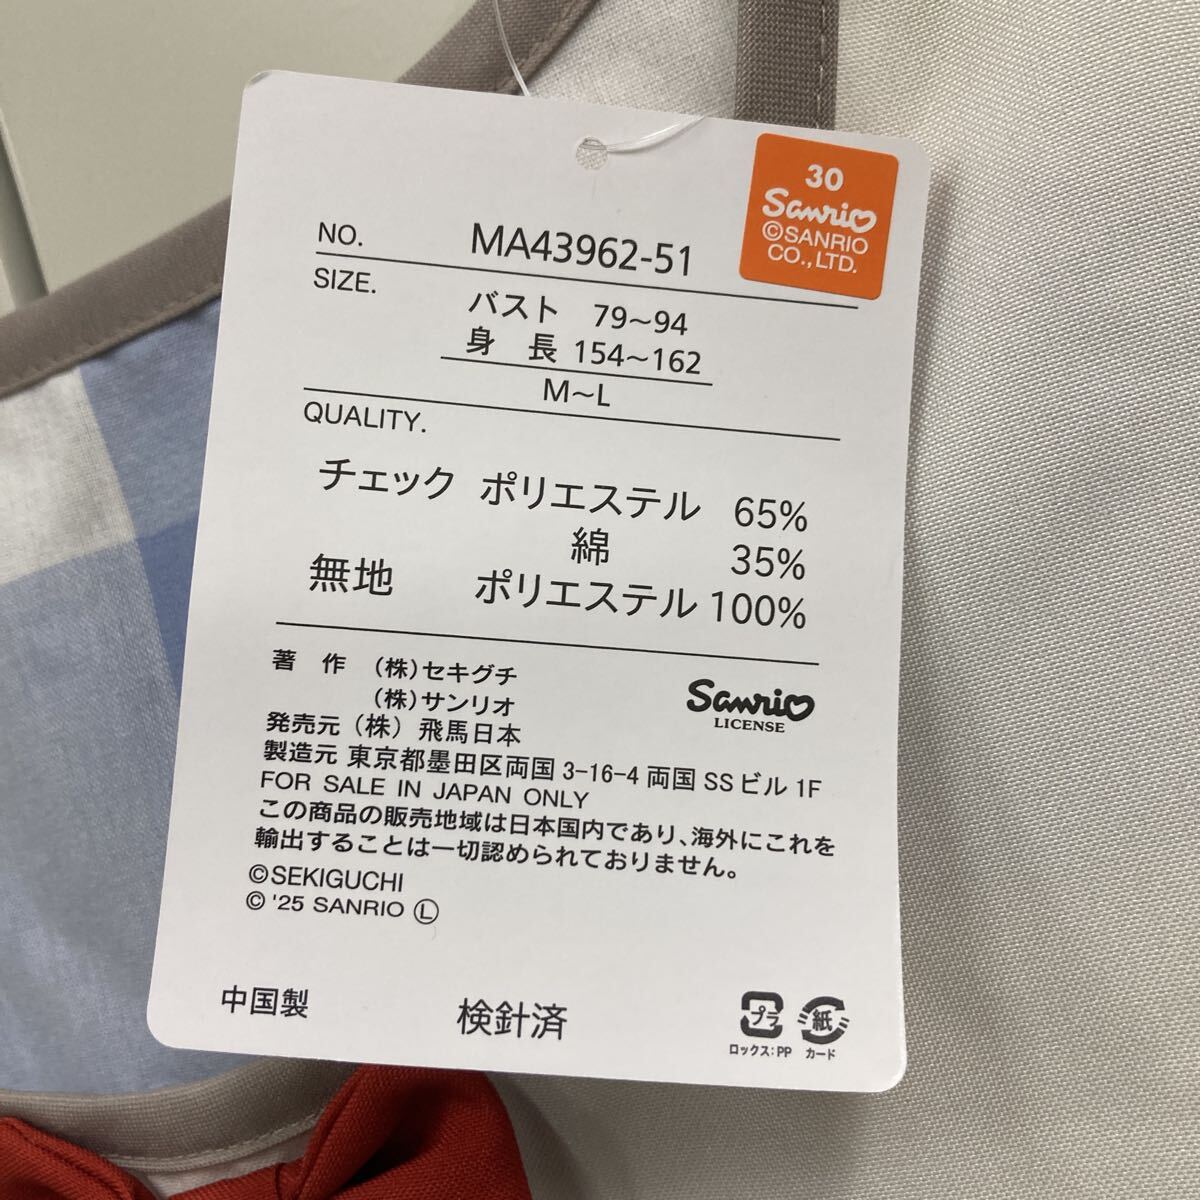 30
Sanrio
©SANRIO
CO.,LTD.
NO. MA43962-51
SIZE. バスト 79~94
身 長 154~162
M~L
QUALITY.
チェック ポリエステル 65%
綿 35%
無地 ポリエステル 100%
著 作 (株)セキグチ
(株)サンリオ
Sanrio
LICENSE
発売元 (株) 飛馬日本
製造元 東京都墨田区両国 3-16-4 両国 SS ビル 1F
FOR SALE IN JAPAN ONLY
この商品の販売地域は日本国内であり、海外にこれを
輸出することは一切認められておりません。
©SEKIGUCHI
© '25 SANRIO Ⓛ
中国製 検針済
プラ 紙
ロックス:PP カード